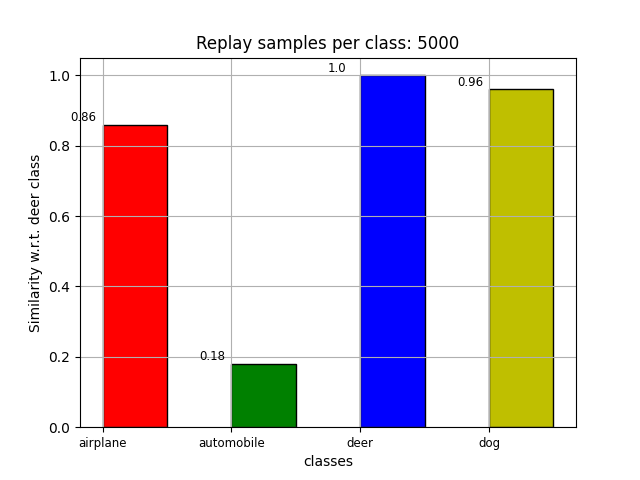 Replay samples per class: 5000
Similarity w.r.t. deer class
1.0
0.8
0.6
0.4
0.2
0.0
0.86
0.18
1.0
0.96
airplane
automobile
deer
dog
classes